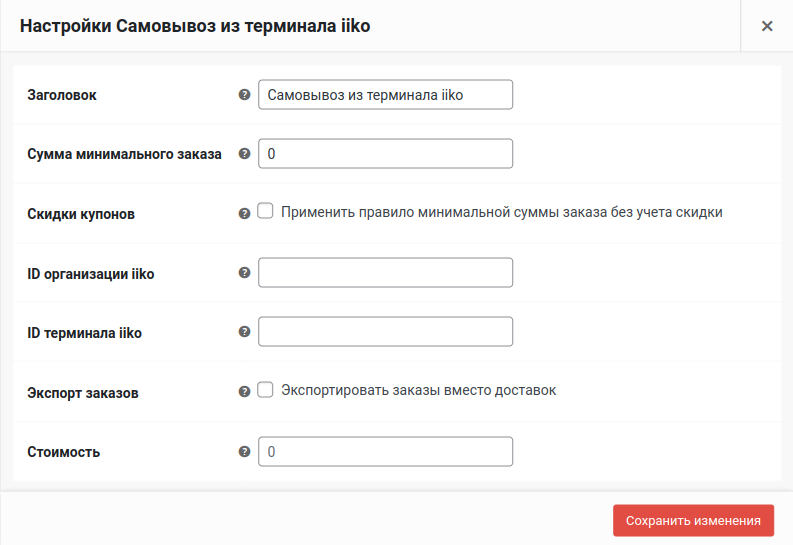 Настройки Самовывоз из терминала iiko
Заголовок
Самовывоз из терминала iiko
Сумма минимального заказа
0
Скидки купонов
Применить правило минимальной суммы заказа без учета скидки
ID организации iiko
ID терминала iiko
Экспорт заказов
Экспортировать заказы вместо доставок
Стоимость
0
Сохранить изменения